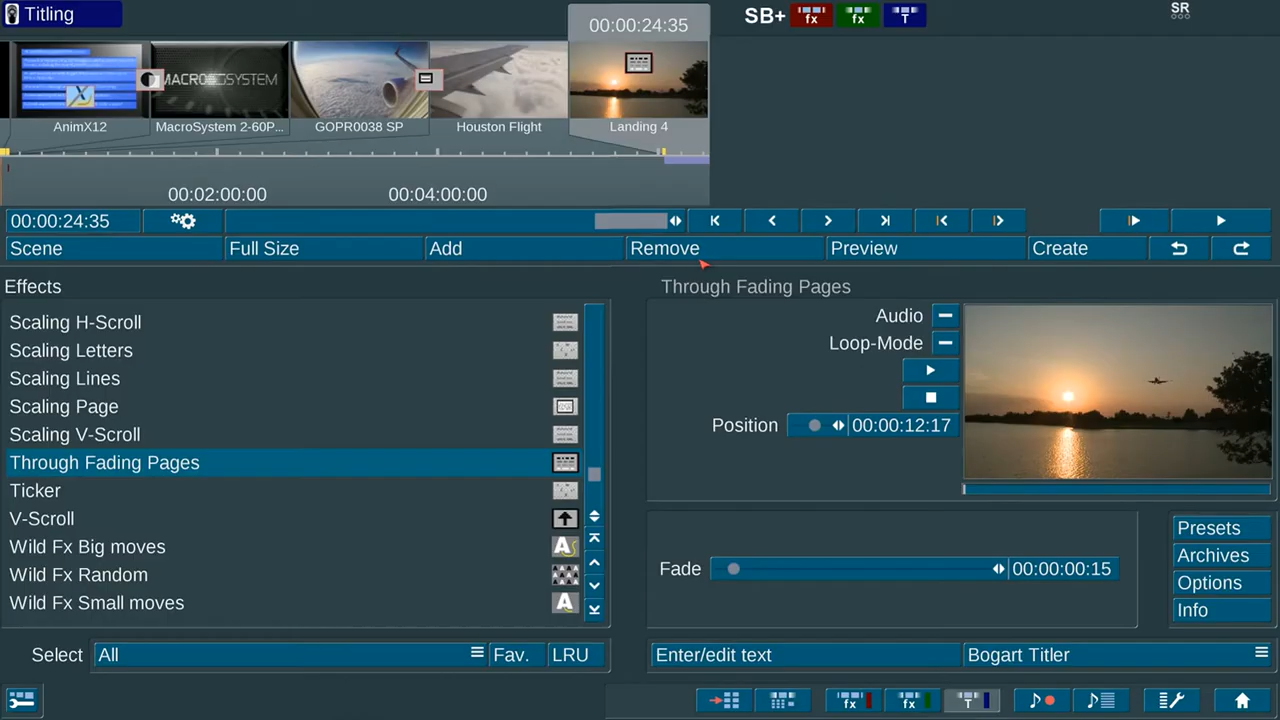 Titling
00:00:24:35
SB+ fx fx T
SR
MACROSYSTEM
AnimX12
MacroSystem 2-60P...
GOPR0038 SP
Houston Flight
Landing 4
00:02:00:00
00:04:00:00
00:00:24:35
Scene
Full Size
Add
Remove
Preview
Create
Effects
Scaling H-Scroll
Scaling Letters
Scaling Lines
Scaling Page
Scaling V-Scroll
Through Fading Pages
Ticker
V-Scroll
Wild Fx Big moves
Wild Fx Random
Wild Fx Small moves
Select
All
Fav.
LRU
Through Fading Pages
Audio
Loop-Mode
Position
00:00:12:17
Fade
00:00:00:15
Presets
Archives
Options
Info
Enter/edit text
Bogart Titler
fx fx T